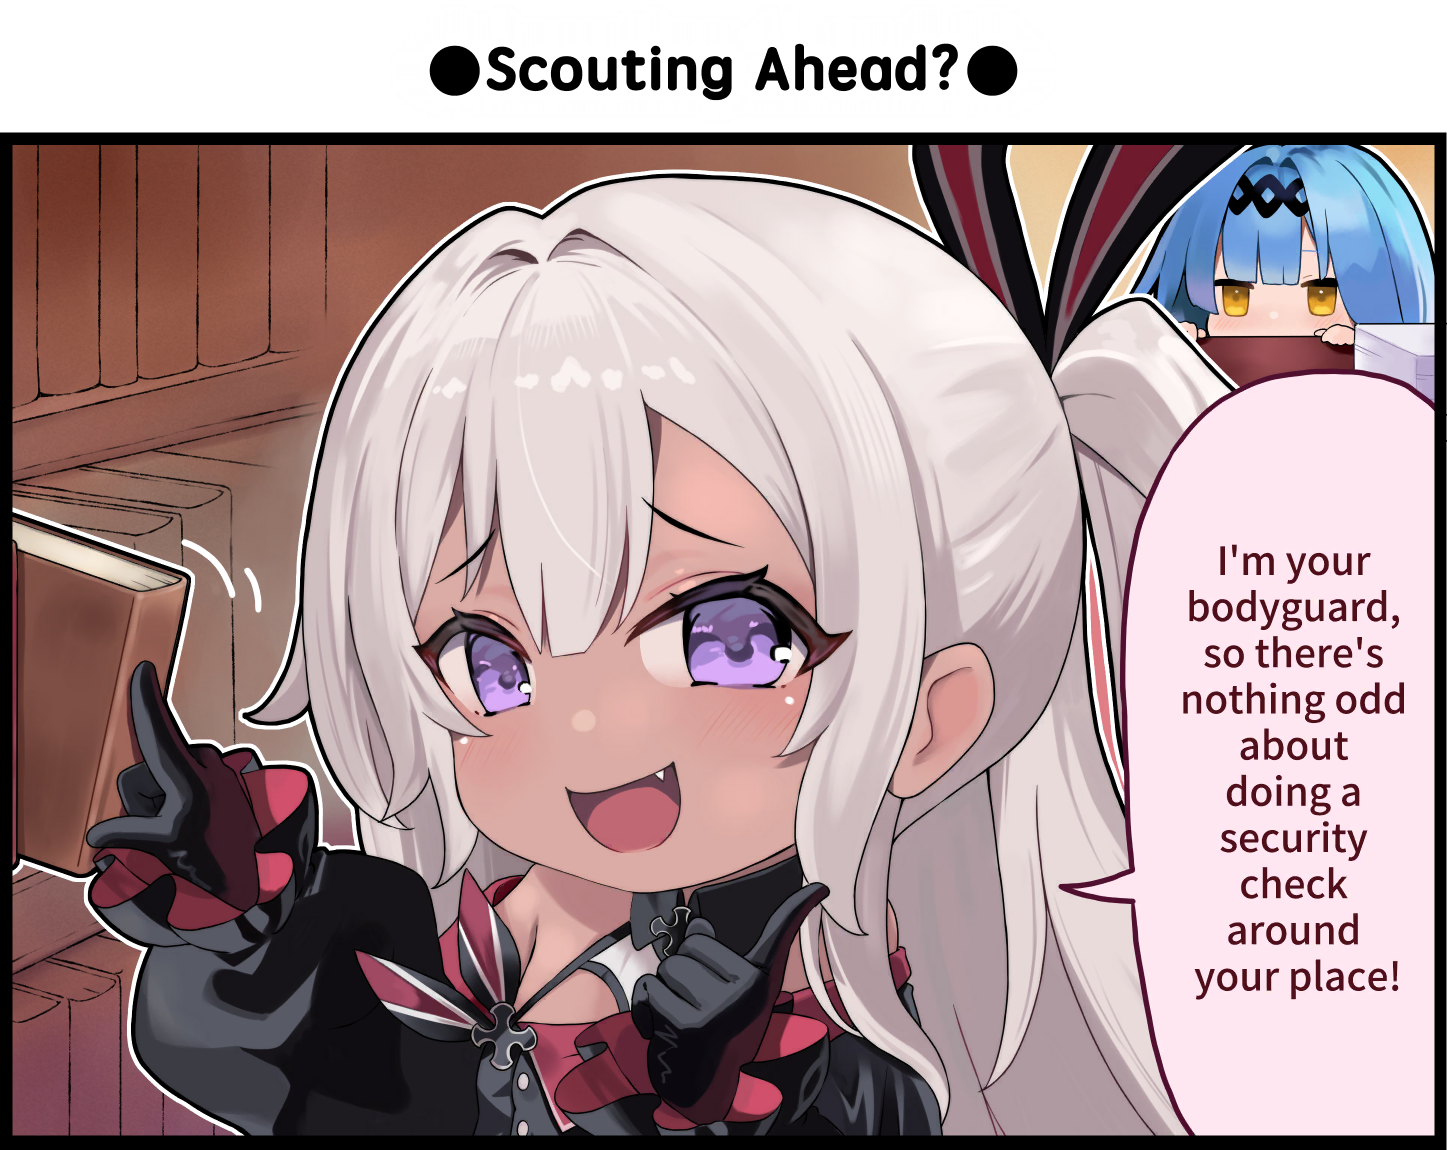 ●Scouting Ahead?●
I'm your
bodyguard,
so there's
nothing odd
about
doing a
security
check
around
your place!